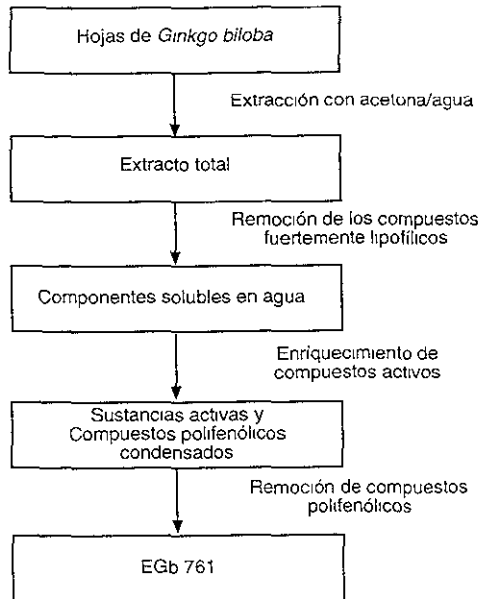 Hojas de Ginkgo biloba
Extracción con acetona/agua
Extracto total
Remoción de los compuestos
fuertemente lipofílicos
Componentes solubles en agua
Enriquecimiento de
compuestos activos
Sustancias activas y
Compuestos polifenólicos
condensados
Remoción de compuestos
polifenólicos
EGb 761